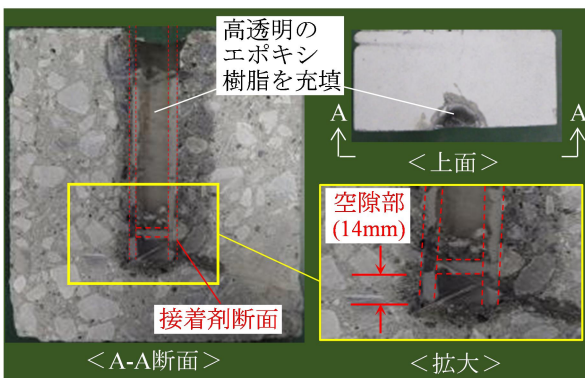 高透明の
エポキシ
樹脂を充填
A
A
＜上面＞
空隙部
(14mm)
接着剤断面
＜A-A断面＞
＜拡大＞